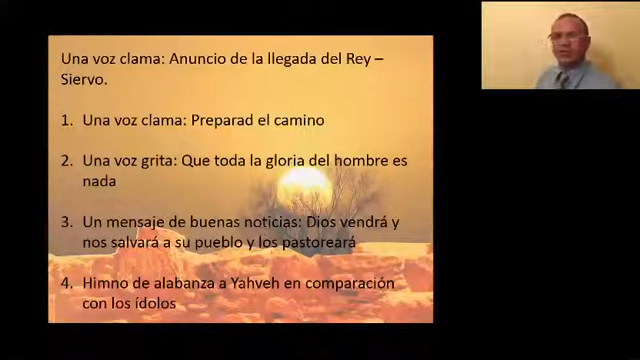 Una voz clama: Anuncio de la llegada del Rey –
Siervo.
1. Una voz clama: Preparad el camino
2. Una voz grita: Que toda la gloria del hombre es
nada
3. Un mensaje de buenas noticias: Dios vendrá y
nos salvará a su pueblo y los pastoreará
4. Himno de alabanza a Yahveh en comparación
con los ídolos